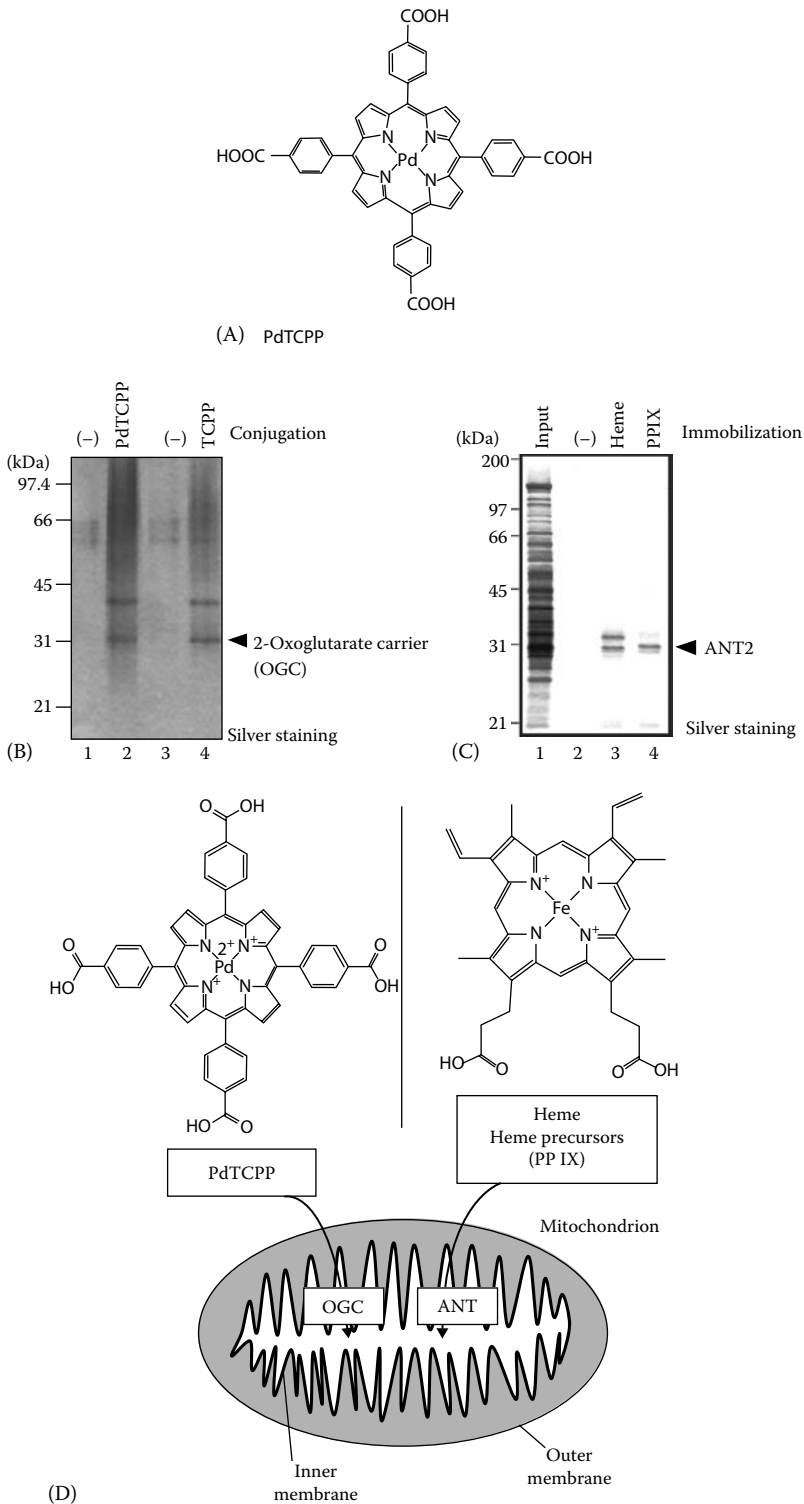 COOH
HOOC
COOH
COOH
N
N
Pd
N
N
(A) PdTCPP
(–)
PdTCPP
(–)
TCPP
Conjugation
(kDa)
97.4
66
45
31
21
2-Oxoglutarate carrier
(OGC)
Silver staining
(B)
1 2 3 4
Input
(–)
Heme
PPIX
Immobilization
(kDa)
200
97
66
45
31
21
ANT2
Silver staining
(C)
1 2 3 4
O
OH
O
HO
N
2+
N+
Pd
N
+
N
O
OH
HO
O
N+
N
Fe
N
N+
HO
O
O
OH
PdTCPP
Heme
Heme precursors
(PP IX)
Mitochondrion
OGC
ANT
Inner
membrane
Outer
membrane
(D)